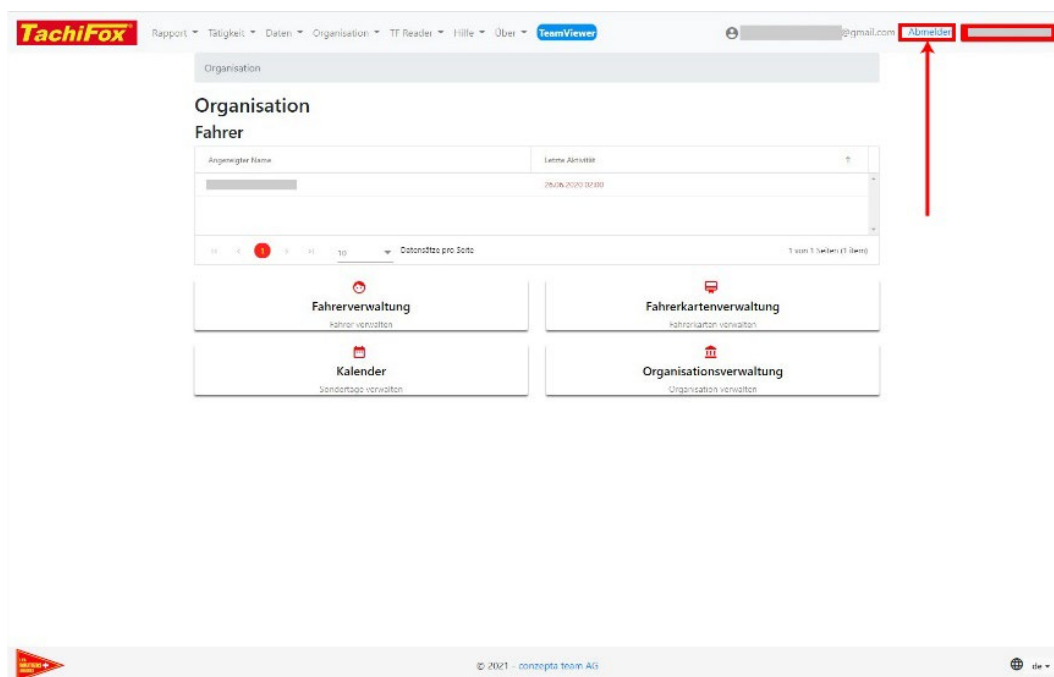 TachiFox Rapport Tätigkeit Daten Organisation TF Reader Hilfe Über TeamViewer @gmail.com Abmelden
Organisation
Organisation
Fahrer
Angezeigter Name Letzte Aktivität
26.06.2020 02:00
1 10 Datensätze pro Seite 1 von 1 Seiten (1 item)
Fahrerverwaltung Fahrerkartenverwaltung
Fahrer verwalten Fahrerkarten verwalten
Kalender Organisationsverwaltung
Sondertage verwalten Organisation verwalten
© 2021 - conzepta team AG de